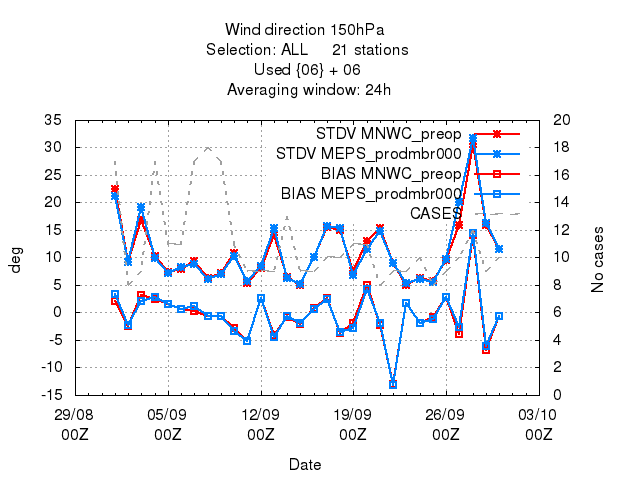 Wind direction 150hPa
Selection: ALL 21 stations
Used {06} + 06
Averaging window: 24h
STDV MNWC_preop
STDV MEPS_prodmbr000
BIAS MNWC_preop
BIAS MEPS_prodmbr000
CASES
deg
35
30
25
20
15
10
5
0
-5
-10
-15
No cases
20
18
16
14
12
10
8
6
4
2
0
29/08 05/09 12/09 19/09 26/09 03/10
00Z 00Z 00Z 00Z 00Z 00Z
Date